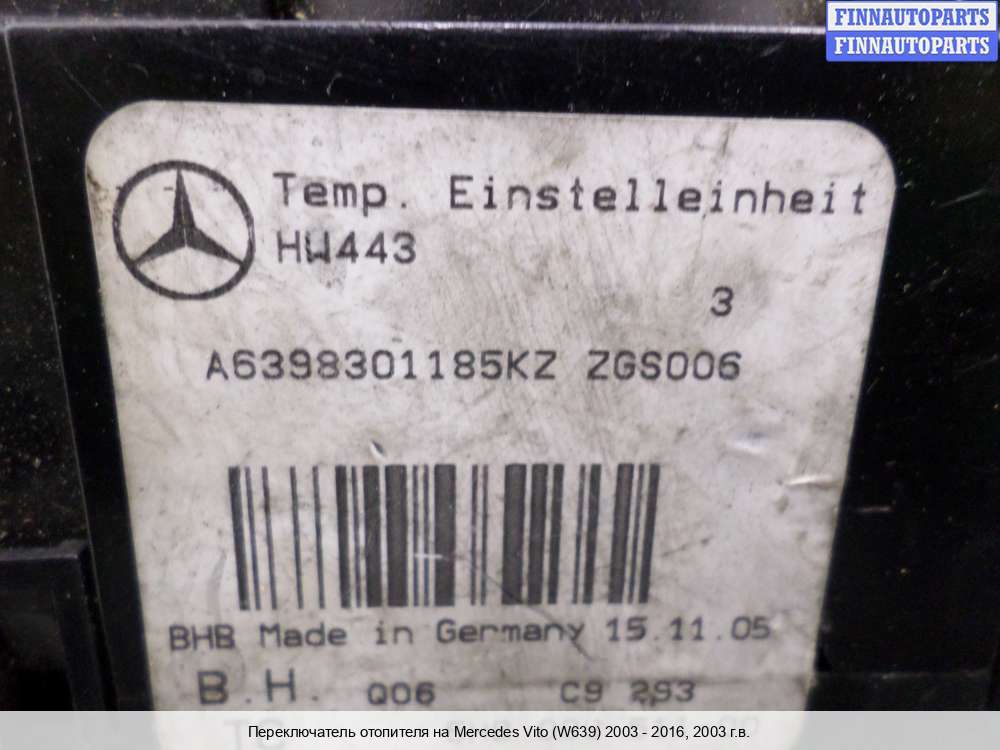 FINNAUTOPARTS
FINNAUTOPARTS
Temp. Einstelleinheit
HW443
3
A6398301185KZ ZGS006
BHB Made in Germany 15.11.05
B.H. Q06 C9 293
TC
Переключатель отопителя на Mercedes Vito (W639) 2003 - 2016, 2003 г.в.